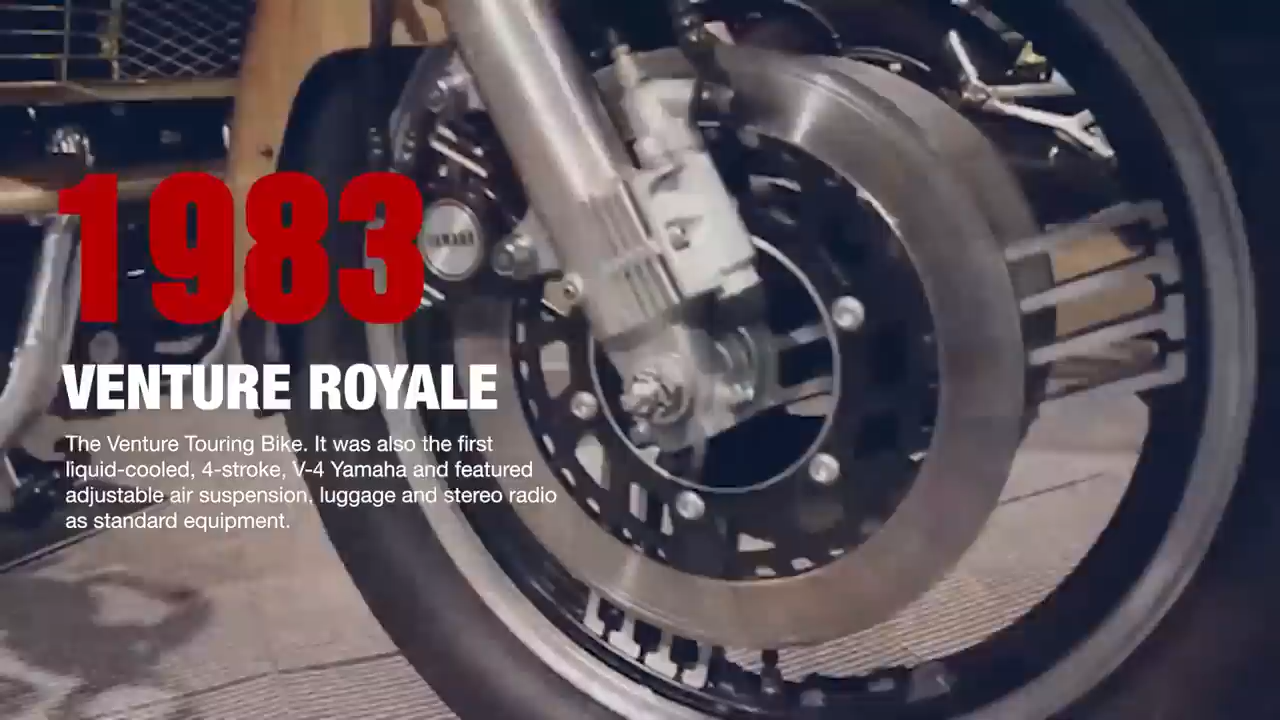 1983
YAMAHA
VENTURE ROYALE
The Venture Touring Bike. It was also the first
liquid-cooled, 4-stroke, V-4 Yamaha and featured
adjustable air suspension, luggage and stereo radio
as standard equipment.